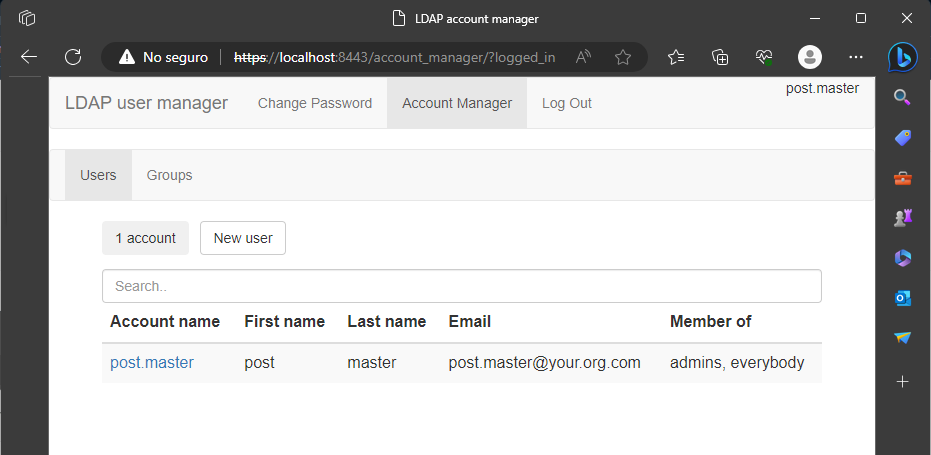 LDAP account manager
No seguro https://localhost:8443/account_manager/?logged_in
LDAP user manager Change Password Account Manager Log Out post.master
Users Groups
1 account New user
Search..
Account name First name Last name Email Member of
post.master post master post.master@your.org.com admins, everybody